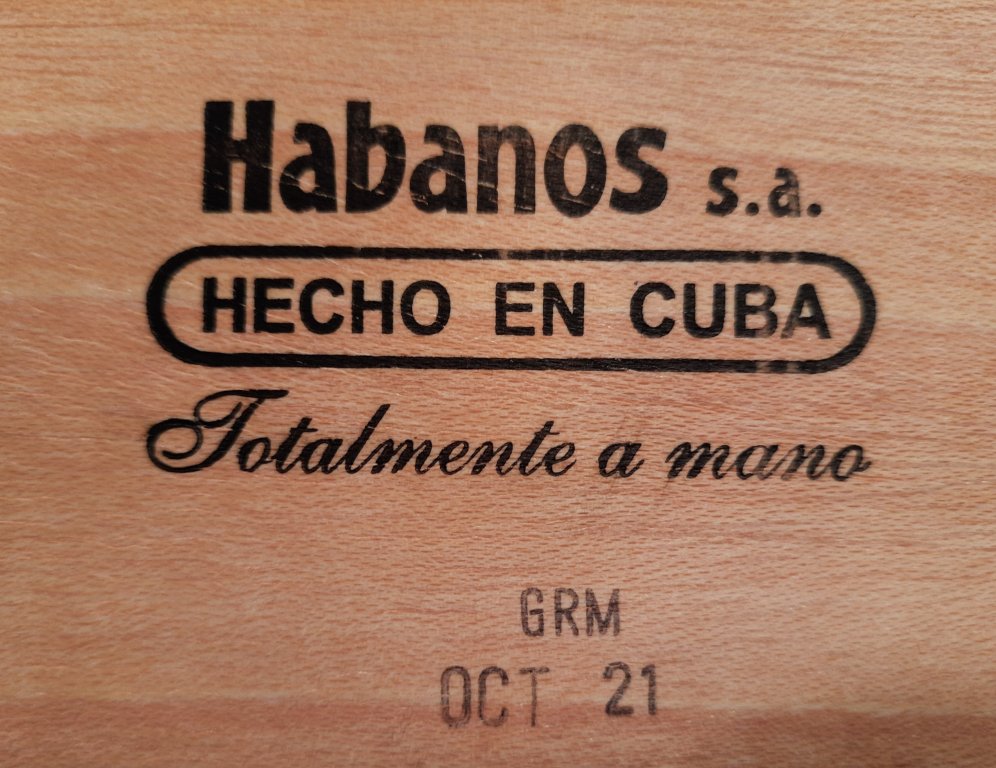 Habanos s.a.
HECHO EN CUBA
Totalmente a mano
GRM
OCT 21